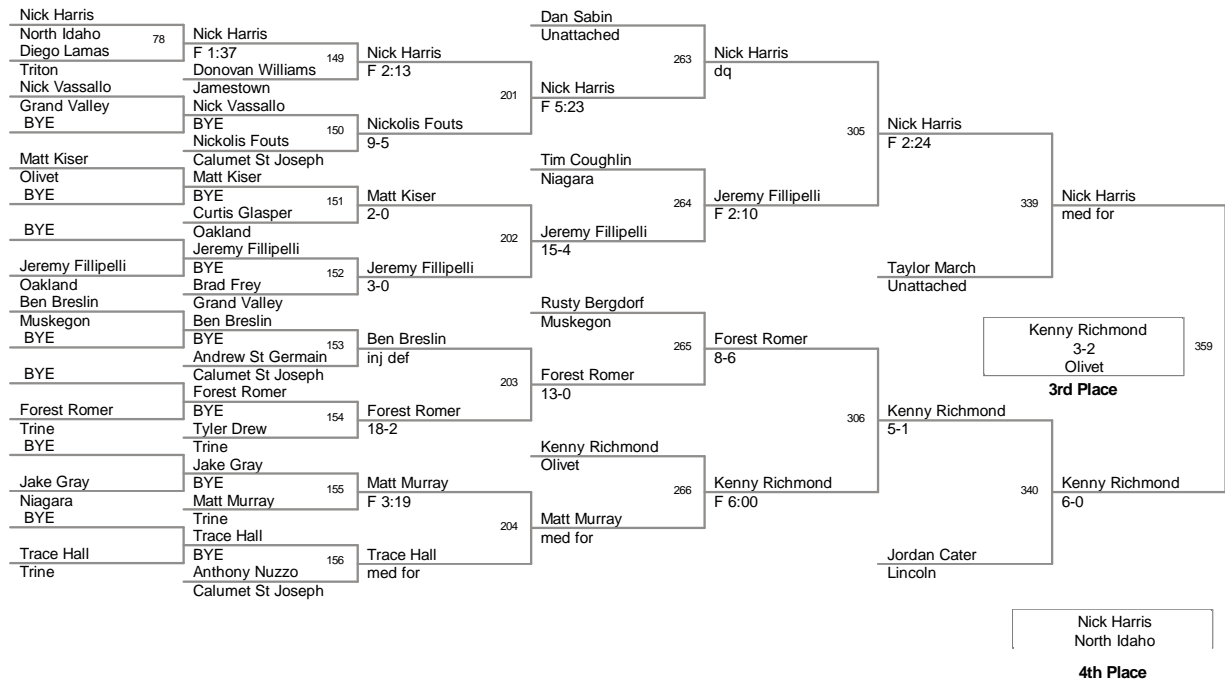 Nick Harris
North Idaho
78
Diego Lamas
Triton
Nick Vassallo
Grand Valley
BYE
Matt Kiser
Olivet
BYE
BYE
Jeremy Fillipelli
Oakland
Ben Breslin
Muskegon
BYE
BYE
Forest Romer
Trine
BYE
Jake Gray
Niagara
BYE
Trace Hall
Trine
Nick Harris
F 1:37
149
Donovan Williams
Jamestown
Nick Vassallo
BYE
150
Nickolis Fouts
Calumet St Joseph
Matt Kiser
BYE
151
Curtis Glasper
Oakland
Jeremy Fillipelli
BYE
152
Brad Frey
Grand Valley
Ben Breslin
BYE
153
Andrew St Germain
Calumet St Joseph
Forest Romer
BYE
154
Tyler Drew
Trine
Jake Gray
BYE
155
Matt Murray
Trine
Trace Hall
BYE
156
Anthony Nuzzo
Calumet St Joseph
Nick Harris
F 2:13
201
Nickolis Fouts
9-5
Matt Kiser
2-0
202
Jeremy Fillipelli
3-0
Ben Breslin
inj def
203
Forest Romer
18-2
Matt Murray
F 3:19
204
Trace Hall
med for
Dan Sabin
Unattached
263
Nick Harris
F 5:23
Tim Coughlin
Niagara
264
Jeremy Fillipelli
15-4
Rusty Bergdorf
Muskegon
265
Forest Romer
13-0
Kenny Richmond
Olivet
266
Matt Murray
med for
Nick Harris
dq
305
Jeremy Fillipelli
F 2:10
Forest Romer
8-6
306
Kenny Richmond
F 6:00
Nick Harris
F 2:24
339
Taylor March
Unattached
Kenny Richmond
5-1
340
Jordan Cater
Lincoln
Nick Harris
med for
359
Kenny Richmond
6-0
Kenny Richmond
3-2
Olivet
3rd Place
Nick Harris
North Idaho
4th Place